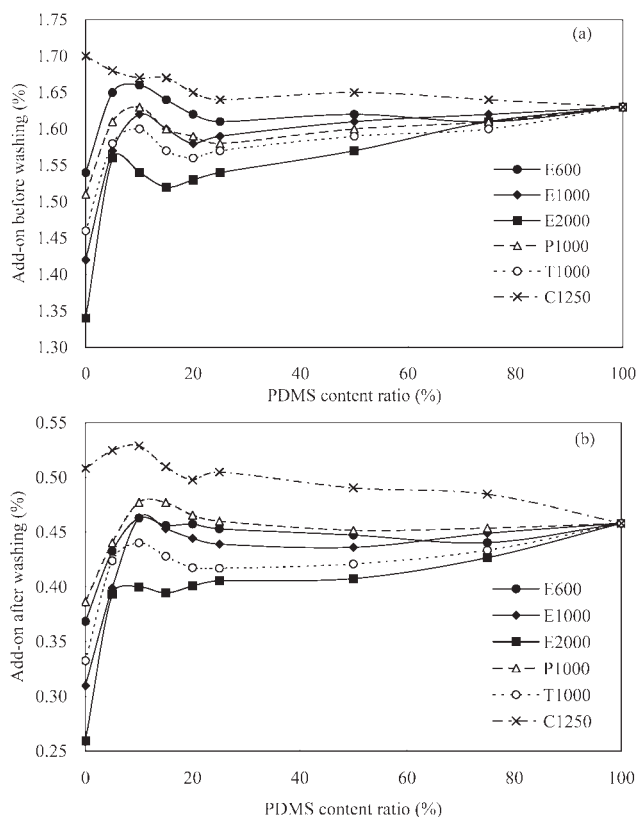 (a)
1.75
1.70
1.65
1.60
1.55
1.50
1.45
1.40
1.35
1.30
Add-on before washing (%)
E600
E1000
E2000
P1000
T1000
C1250
0 20 40 60 80 100
PDMS content ratio (%)
(b)
0.55
0.50
0.45
0.40
0.35
0.30
0.25
Add-on after washing (%)
E600
E1000
E2000
P1000
T1000
C1250
0 20 40 60 80 100
PDMS content ratio (%)